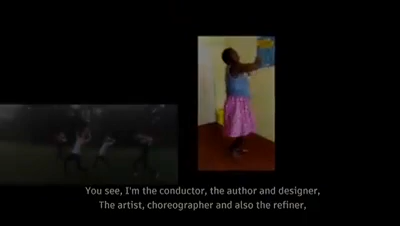 You see, I'm the conductor, the author and designer,
The artist, choreographer and also the refiner,